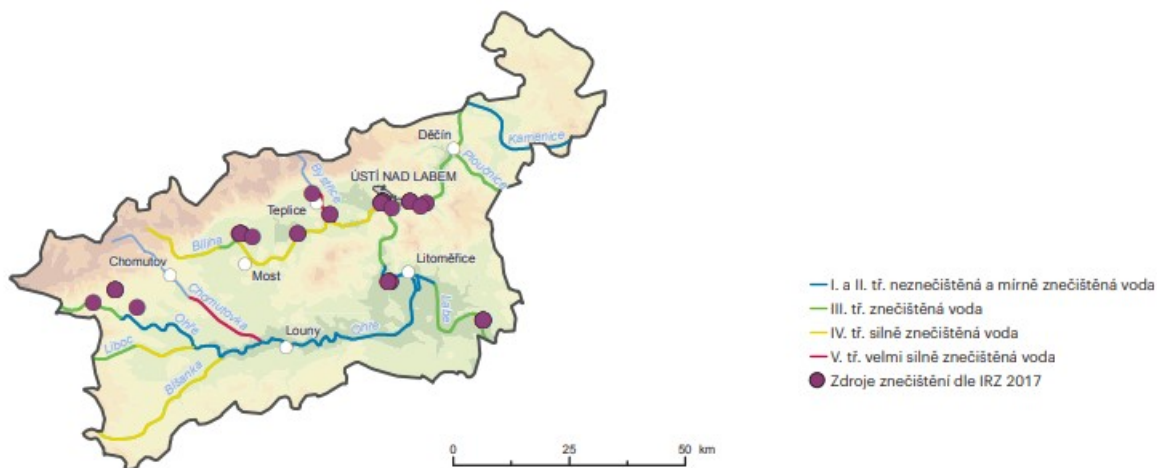 Děčín
Kamenice
Ploučnice
ÚSTÍ NAD LABEM
Bystřice
Teplice
Bílina
Chomutov
Most
Litoměřice
Chomutovka
Labe
Ohře
Louny
Ohře
Liboc
Blšanka
I. a II. tř. neznečištěná a mírně znečištěná voda
III. tř. znečištěná voda
IV. tř. silně znečištěná voda
V. tř. velmi silně znečištěná voda
Zdroje znečištění dle IRZ 2017
0 25 50 km